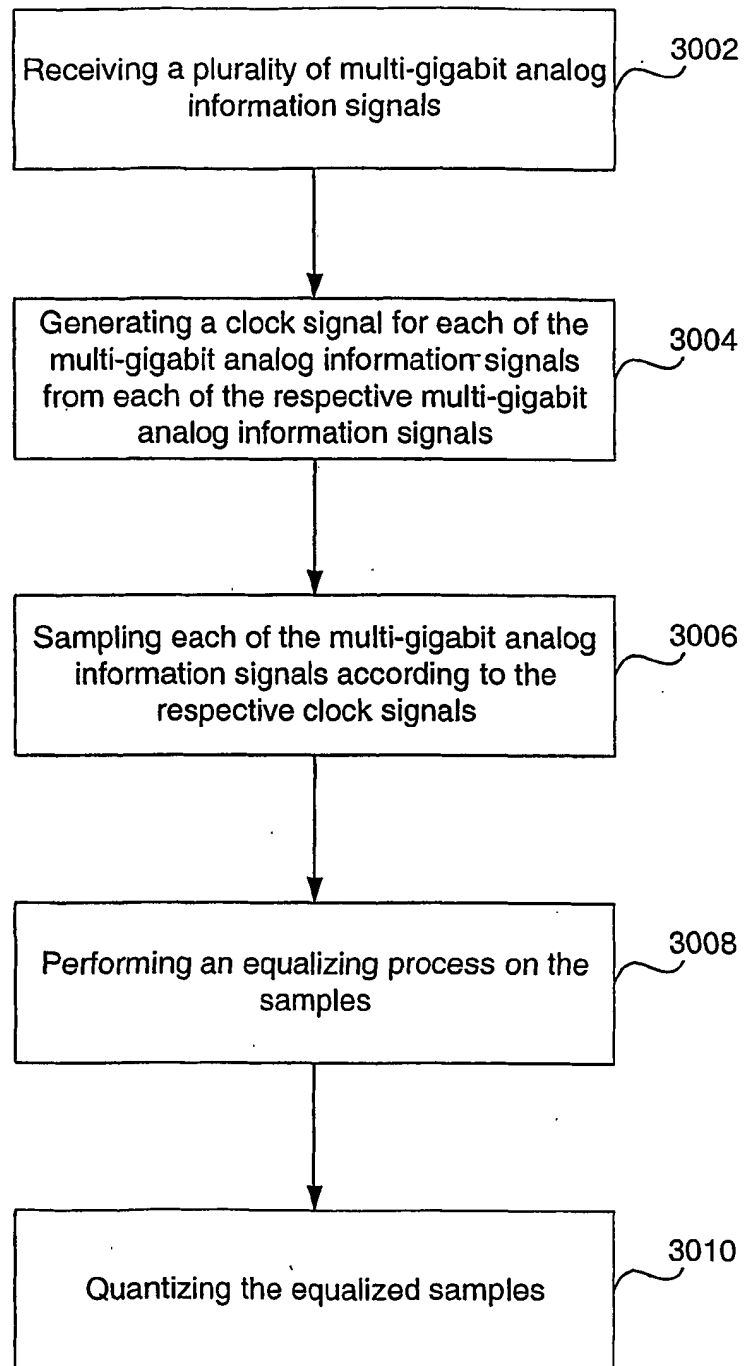 Receiving a plurality of multi-gigabit analog
information signals
3002
Generating a clock signal for each of the
multi-gigabit analog information signals
from each of the respective multi-gigabit
analog information signals
3004
Sampling each of the multi-gigabit analog
information signals according to the
respective clock signals
3006
Performing an equalizing process on the
samples
3008
Quantizing the equalized samples
3010